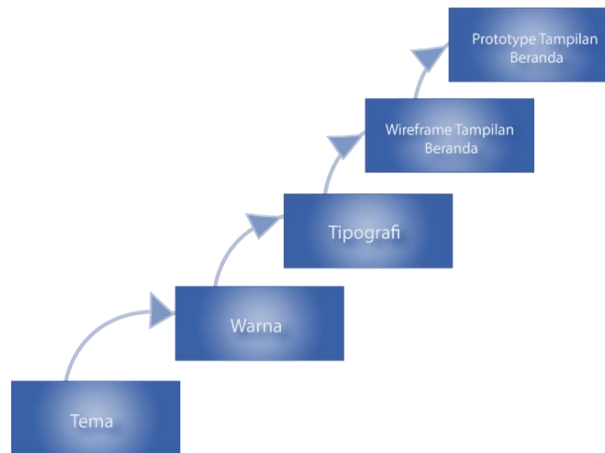 Prototype Tampilan
Beranda
Wireframe Tampilan
Beranda
Tipografi
Warna
Tema